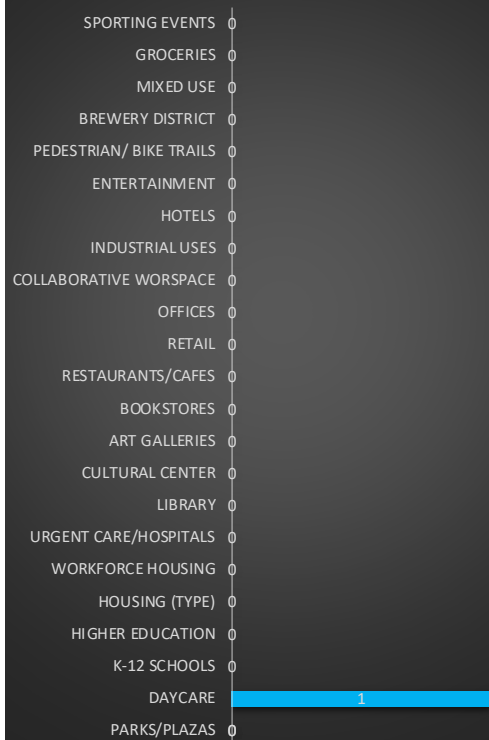 SPORTING EVENTS 0
GROCERIES 0
MIXED USE 0
BREWERY DISTRICT 0
PEDESTRIAN/ BIKE TRAILS 0
ENTERTAINMENT 0
HOTELS 0
INDUSTRIAL USES 0
COLLABORATIVE WORSPACE 0
OFFICES 0
RETAIL 0
RESTAURANTS/CAFES 0
BOOKSTORES 0
ART GALLERIES 0
CULTURAL CENTER 0
LIBRARY 0
URGENT CARE/HOSPITALS 0
WORKFORCE HOUSING 0
HOUSING (TYPE) 0
HIGHER EDUCATION 0
K-12 SCHOOLS 0
DAYCARE 1
PARKS/PLAZAS 0